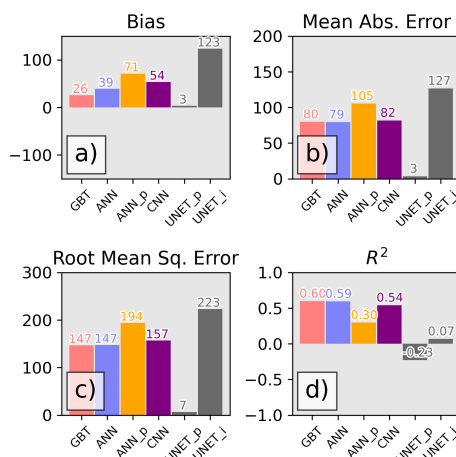 Bias
100
0
−100
26
39
71
54
3
123
a)
GBT
ANN
ANN_p
CNN
UNET_p
UNET_i
Mean Abs. Error
200
150
100
50
0
80
79
105
82
3
127
b)
GBT
ANN
ANN_p
CNN
UNET_p
UNET_i
Root Mean Sq. Error
300
200
100
0
147
147
194
157
7
223
c)
GBT
ANN
ANN_p
CNN
UNET_p
UNET_i
R²
1.0
0.5
0.0
−0.5
−1.0
0.60
0.59
0.30
0.54
-0.23
0.07
d)
GBT
ANN
ANN_p
CNN
UNET_p
UNET_i